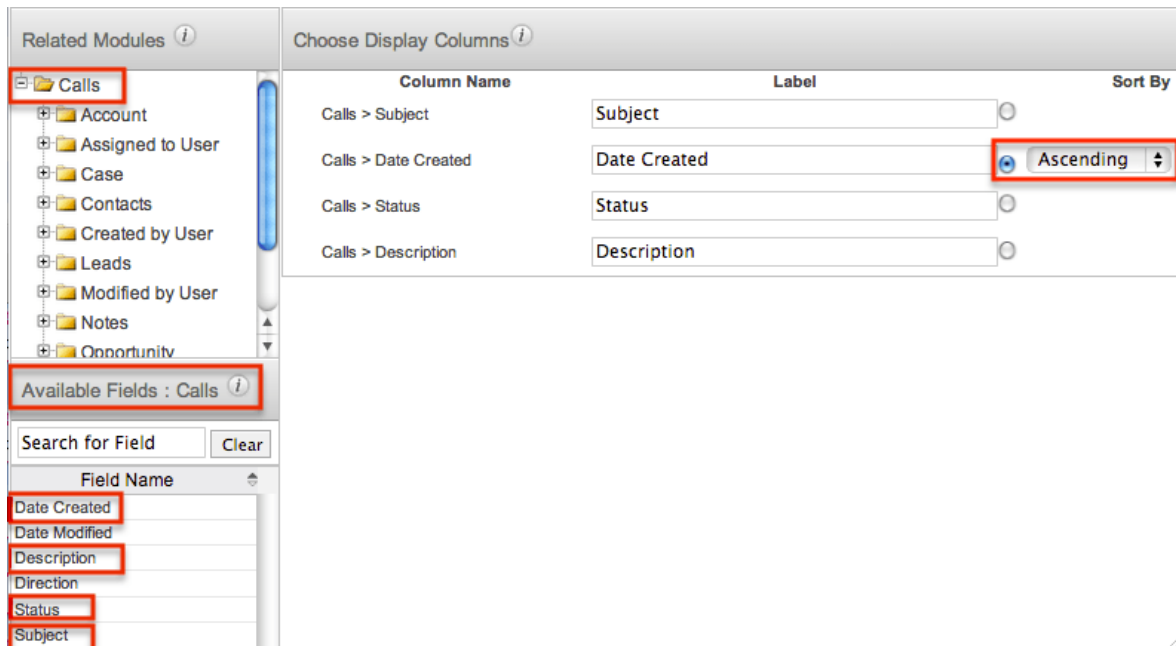 Related Modules i
Calls
Account
Assigned to User
Case
Contacts
Created by User
Leads
Modified by User
Notes
Opportunity
Available Fields : Calls i
Search for Field Clear
Field Name
Date Created
Date Modified
Description
Direction
Status
Subject
Choose Display Columns i
Column Name Label Sort By
Calls > Subject Subject
Calls > Date Created Date Created Ascending
Calls > Status Status
Calls > Description Description